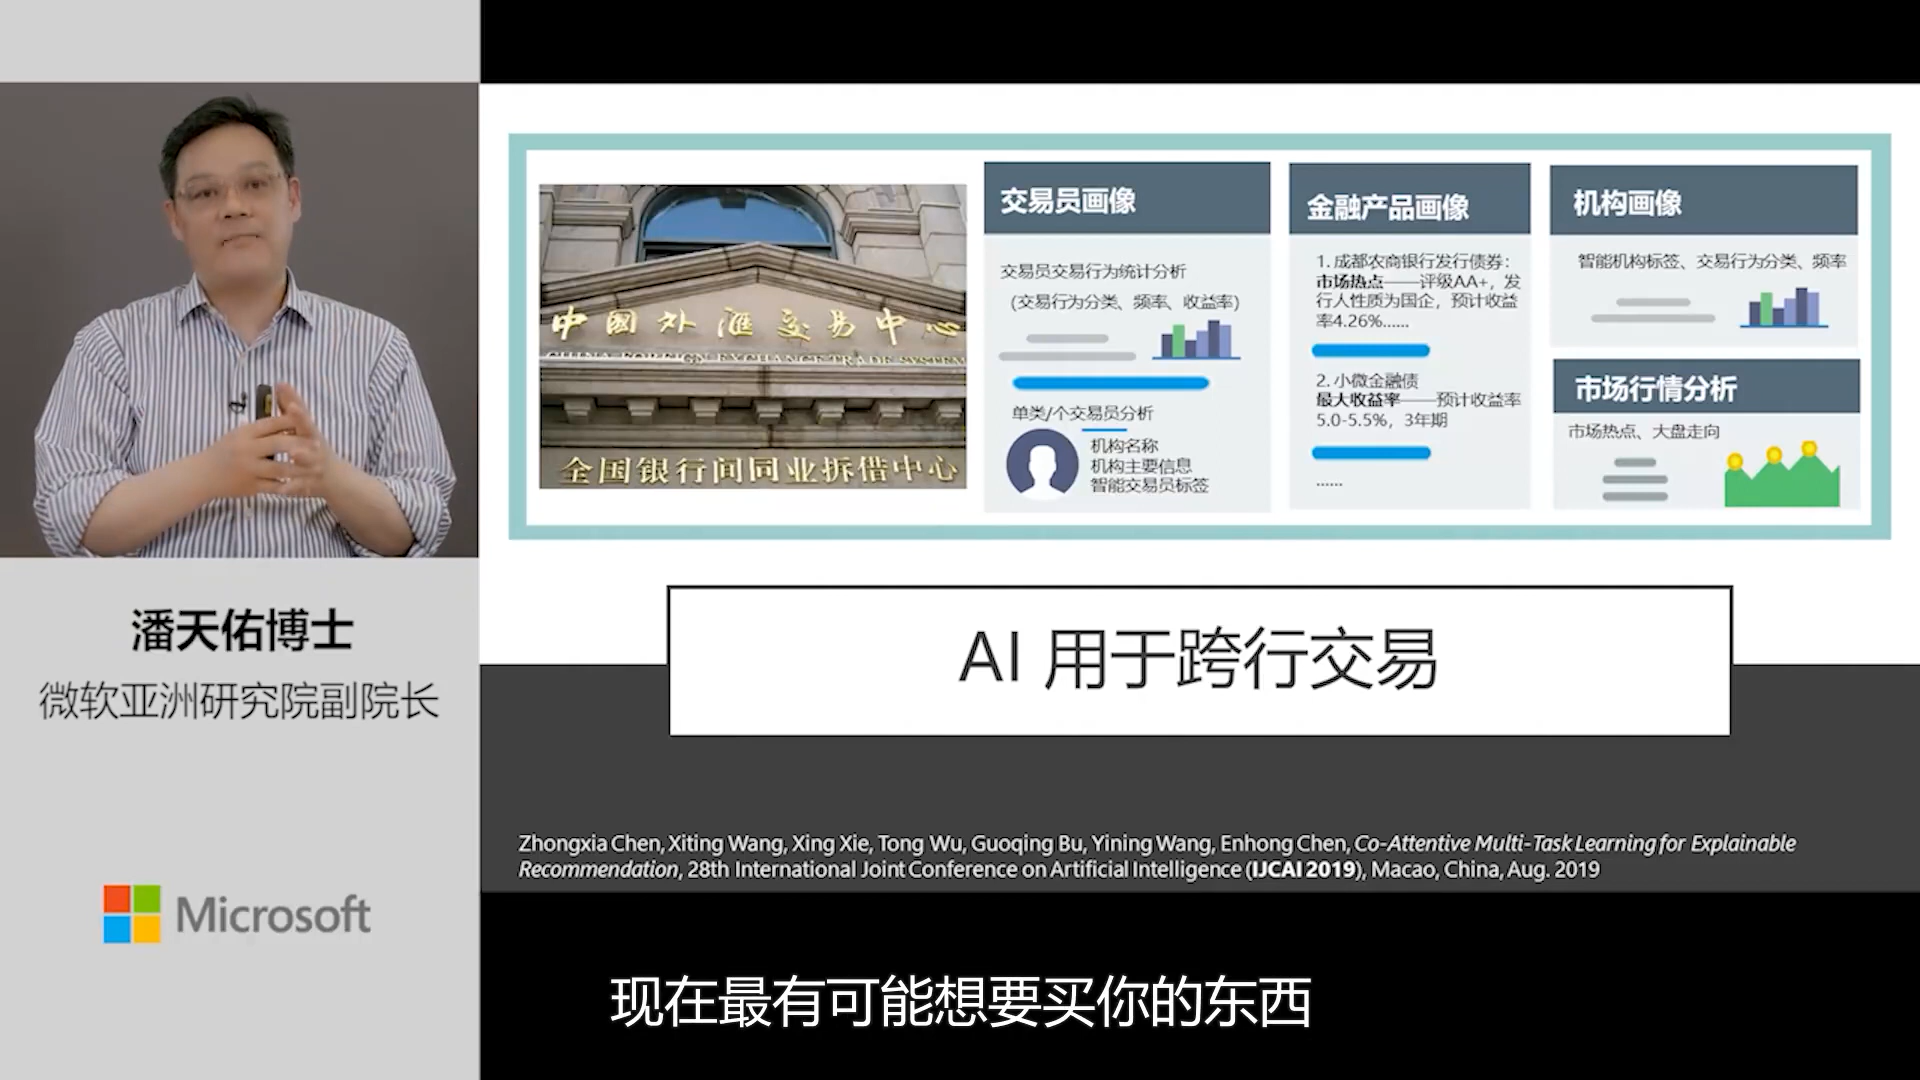 中国外汇交易中心
CHINA FOREIGN EXCHANGE TRADE SYSTEM
全国银行间同业拆借中心
交易员画像
交易员交易行为统计分析
(交易行为分类、频率、收益率)
单类/个交易员分析
机构名称
机构主要信息
智能交易员标签
金融产品画像
1. 成都农商银行发行债券：
市场热点——评级AA+，发
行人性质为国企，预计收益
率4.26%……
2. 小微金融债
最大收益率——预计收益率
5.0-5.5%，3年期
......
机构画像
智能机构标签、交易行为分类、频率
市场行情分析
市场热点、大盘走向
潘天佑博士
微软亚洲研究院副院长
Microsoft
AI 用于跨行交易
Zhongxia Chen, Xiting Wang, Xing Xie, Tong Wu, Guoqing Bu, Yining Wang, Enhong Chen, Co-Attentive Multi-Task Learning for Explainable
Recommendation, 28th International Joint Conference on Artificial Intelligence (IJCAI 2019), Macao, China, Aug. 2019
现在最有可能想要买你的东西